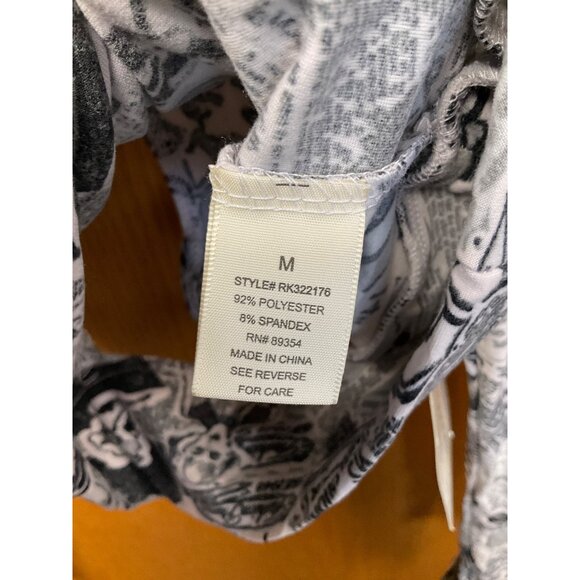 M
STYLE# RK322176
92% POLYESTER
8% SPANDEX
RN# 89354
MADE IN CHINA
SEE REVERSE
FOR CARE